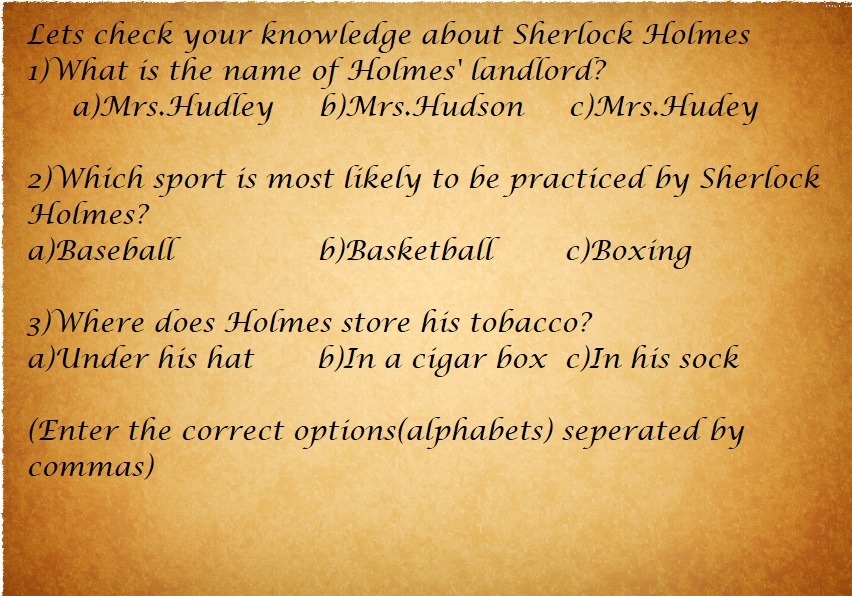 Lets check your knowledge about Sherlock Holmes
1)What is the name of Holmes' landlord?
a)Mrs.Hudley b)Mrs.Hudson c)Mrs.Hudey
2)Which sport is most likely to be practiced by Sherlock
Holmes?
a)Baseball b)Basketball c)Boxing
3)Where does Holmes store his tobacco?
a)Under his hat b)In a cigar box c)In his sock
(Enter the correct options(alphabets) seperated by
commas)